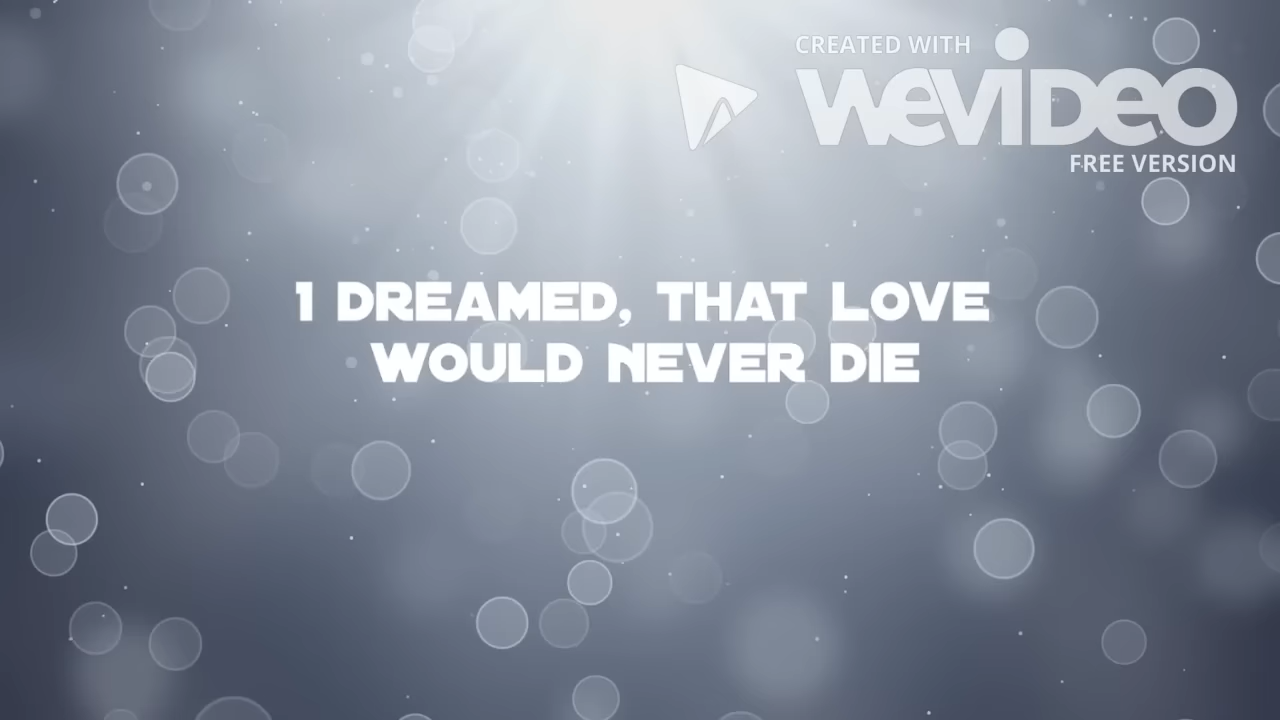 CREATED WITH
WEVIDEO
FREE VERSION
I DREAMED, THAT LOVE
WOULD NEVER DIE